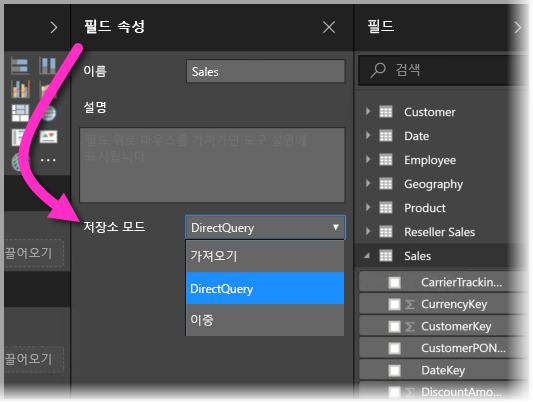 필드 속성
이름
Sales
설명
필드 위로 마우스를 가져가면 도구 설명에
표시됩니다
저장소 모드
DirectQuery
가져오기
DirectQuery
이중
끌어오기
끌어오기
필드
검색
Customer
Date
Employee
Geography
Product
Reseller Sales
Sales
CarrierTrackin...
CurrencyKey
CustomerKey
CustomerPON...
DateKey
DiscountAmo...